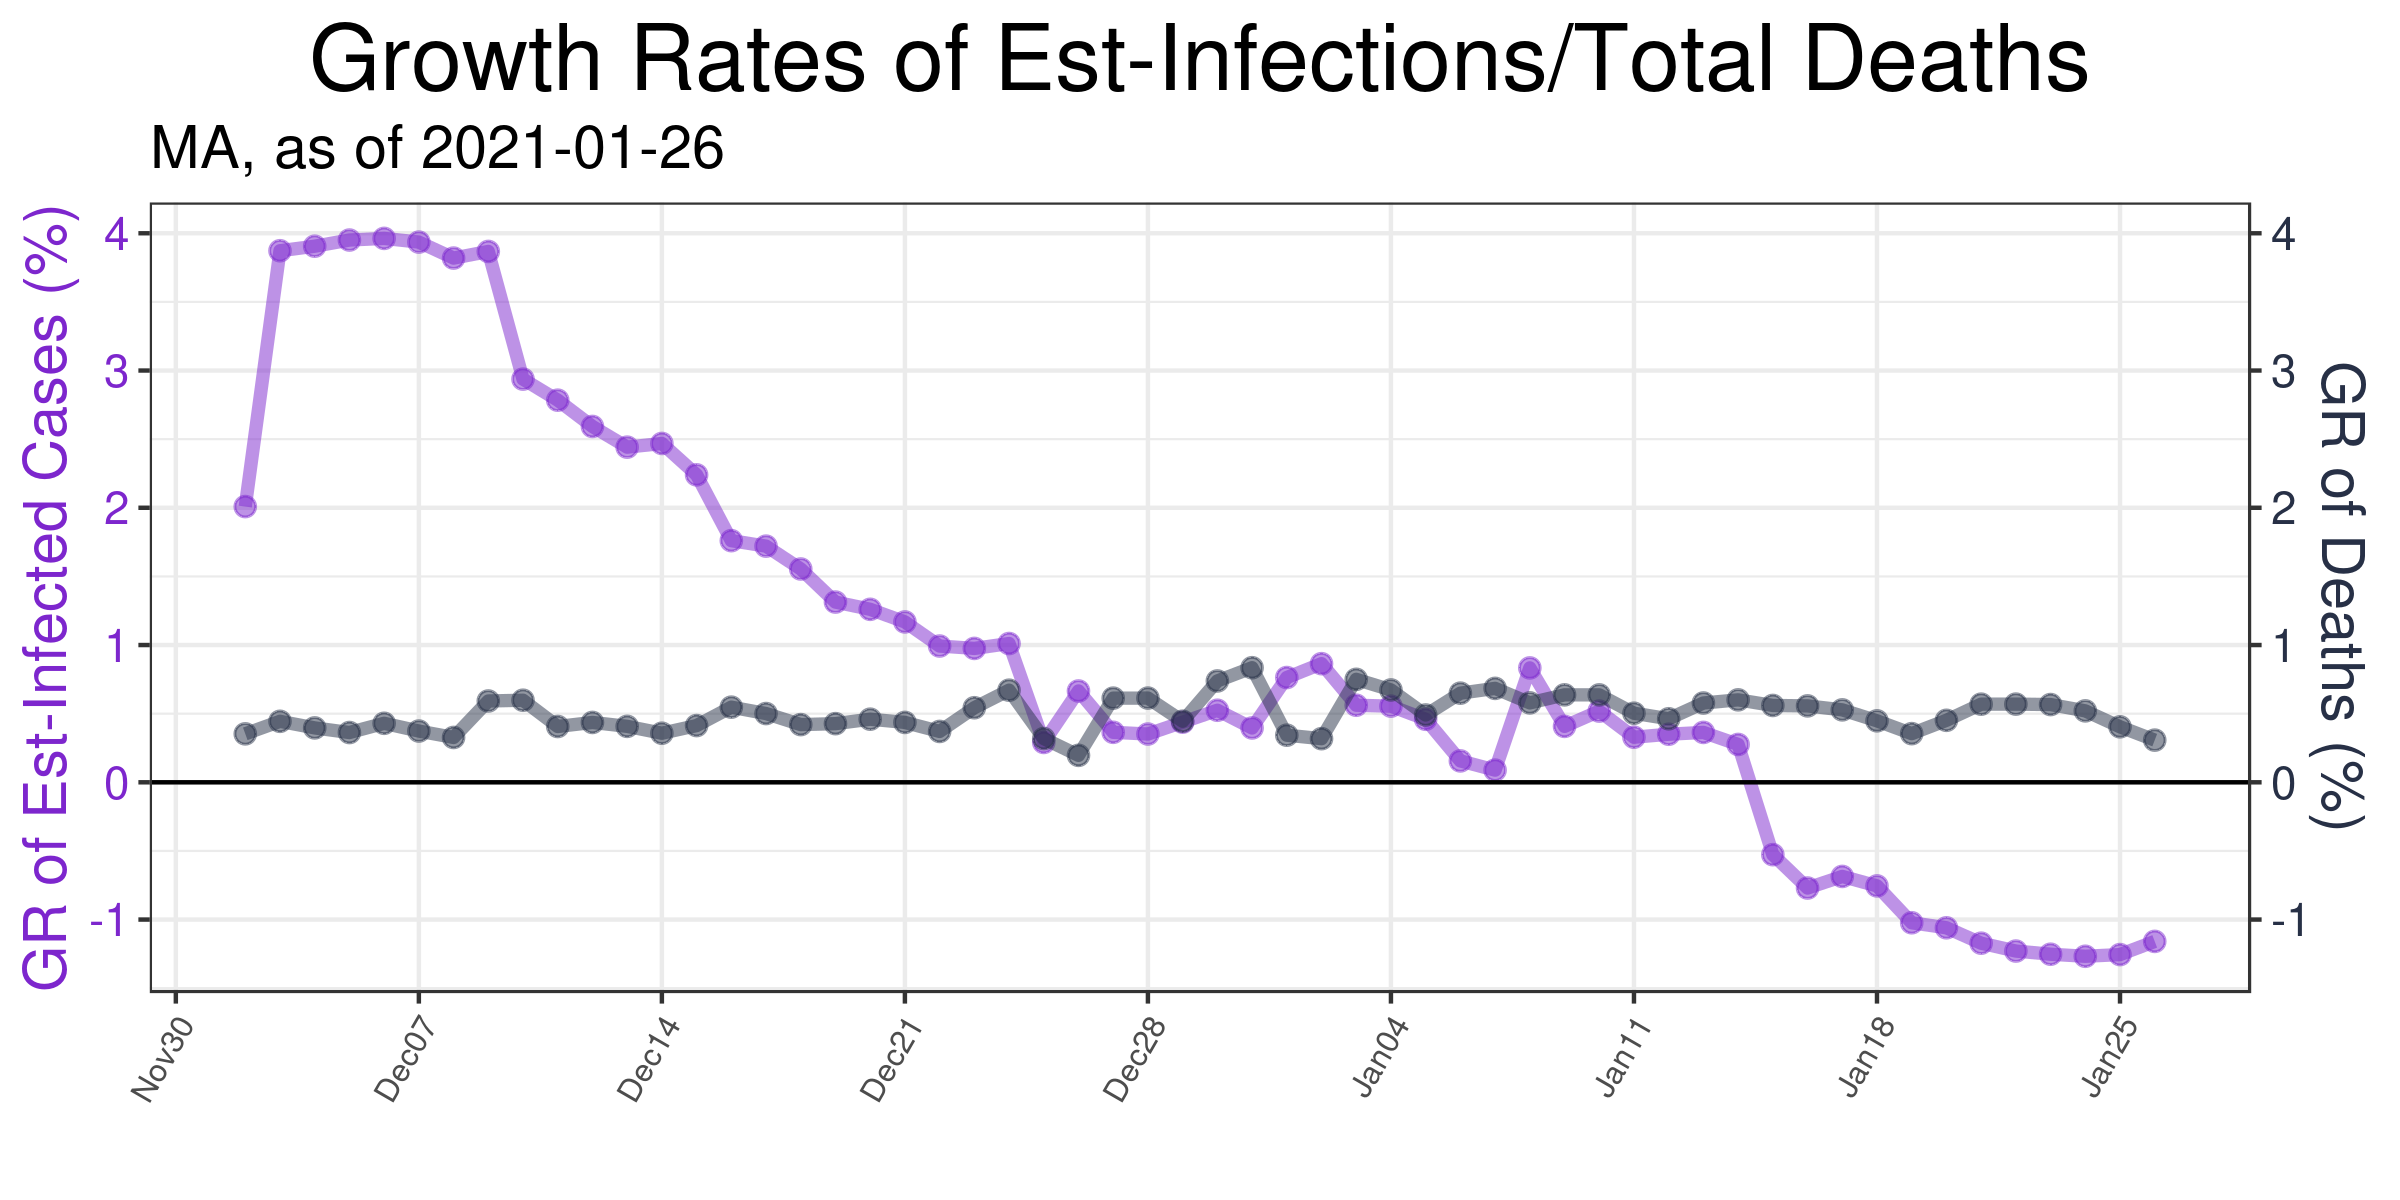 Growth Rates of Est-Infections/Total Deaths
MA, as of 2021-01-26
GR of Est-Infected Cases (%)
4
3
2
1
0
-1
4
3
2
1
0
-1
GR of Deaths (%)
Nov30
Dec07
Dec14
Dec21
Dec28
Jan04
Jan11
Jan18
Jan25